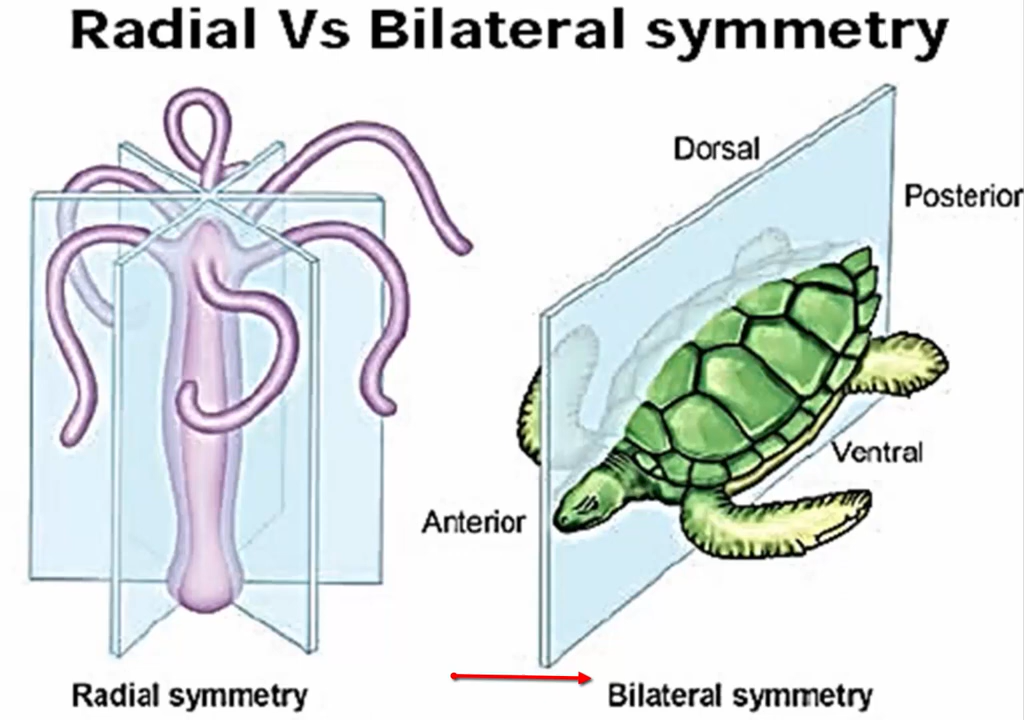 Radial Vs Bilateral symmetry
Dorsal
Posterior
Ventral
Anterior
Radial symmetry
Bilateral symmetry